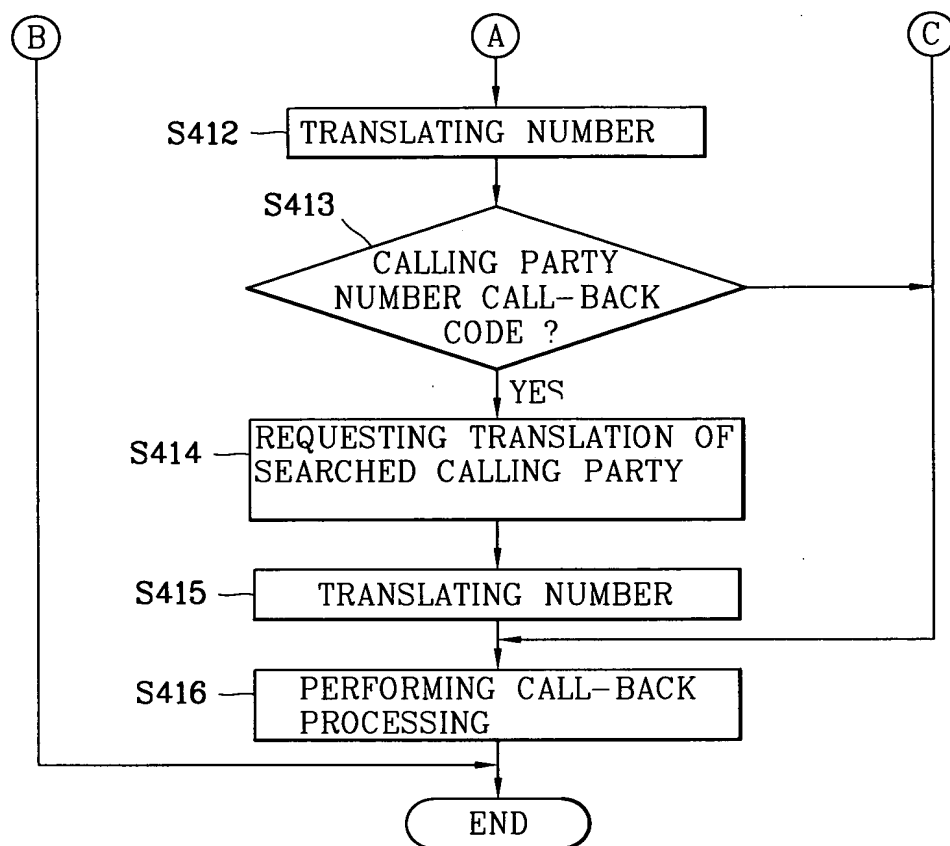 B
A
C
S412
TRANSLATING NUMBER
S413
CALLING PARTY
NUMBER CALL-BACK
CODE ?
YES
S414
REQUESTING TRANSLATION OF
SEARCHED CALLING PARTY
S415
TRANSLATING NUMBER
S416
PERFORMING CALL-BACK
PROCESSING
END